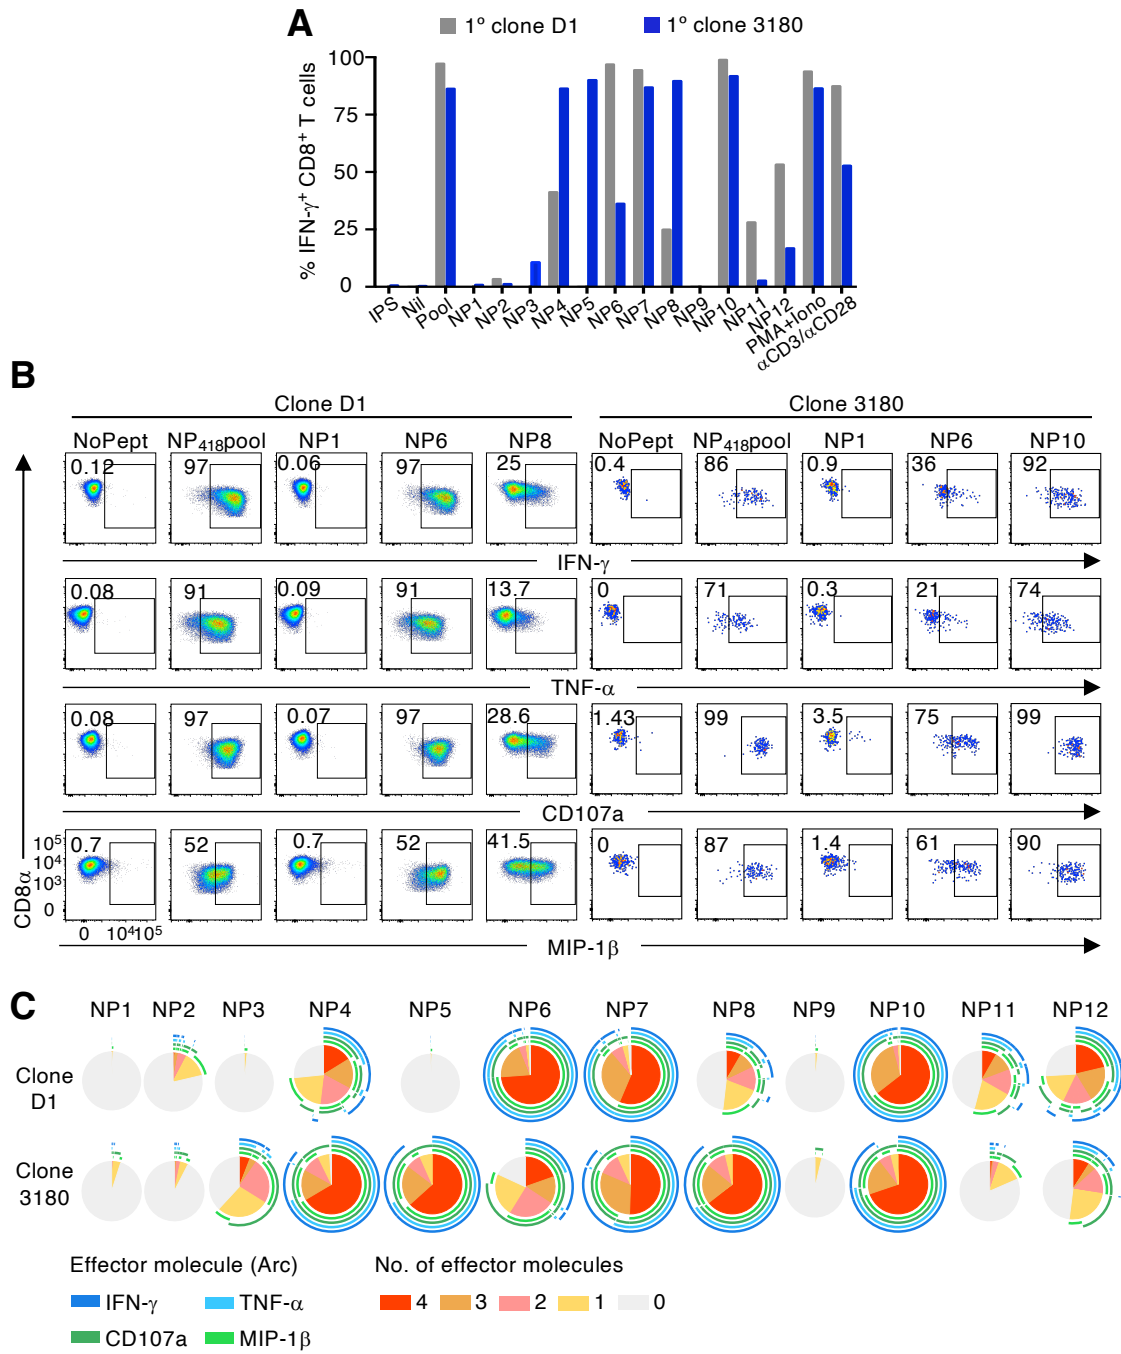 A
1° clone D1
1° clone 3180
% IFN-γ+ CD8+ T cells
100
75
50
25
0
IPS Nil Pool NP1 NP2 NP3 NP4 NP5 NP6 NP7 NP8 NP9 NP10 NP11 NP12 PMA+Iono αCD3/αCD28
B
Clone D1 Clone 3180
NoPept NP418pool NP1 NP6 NP8 NoPept NP418pool NP1 NP6 NP10
0.12 97 0.06 97 25 0.4 86 0.9 36 92
IFN-γ
0.08 91 0.09 91 13.7 0 71 0.3 21 74
TNF-α
0.08 97 0.07 97 28.6 1.43 99 3.5 75 99
CD107a
0.7 52 0.7 52 41.5 0 87 1.4 61 90
10⁵
10⁴
10³
0
0 10⁴10⁵
CD8α
MIP-1β
C
NP1 NP2 NP3 NP4 NP5 NP6 NP7 NP8 NP9 NP10 NP11 NP12
Clone
D1
Clone
3180
Effector molecule (Arc) No. of effector molecules
IFN-γ TNF-α 4 3 2 1 0
CD107a MIP-1β